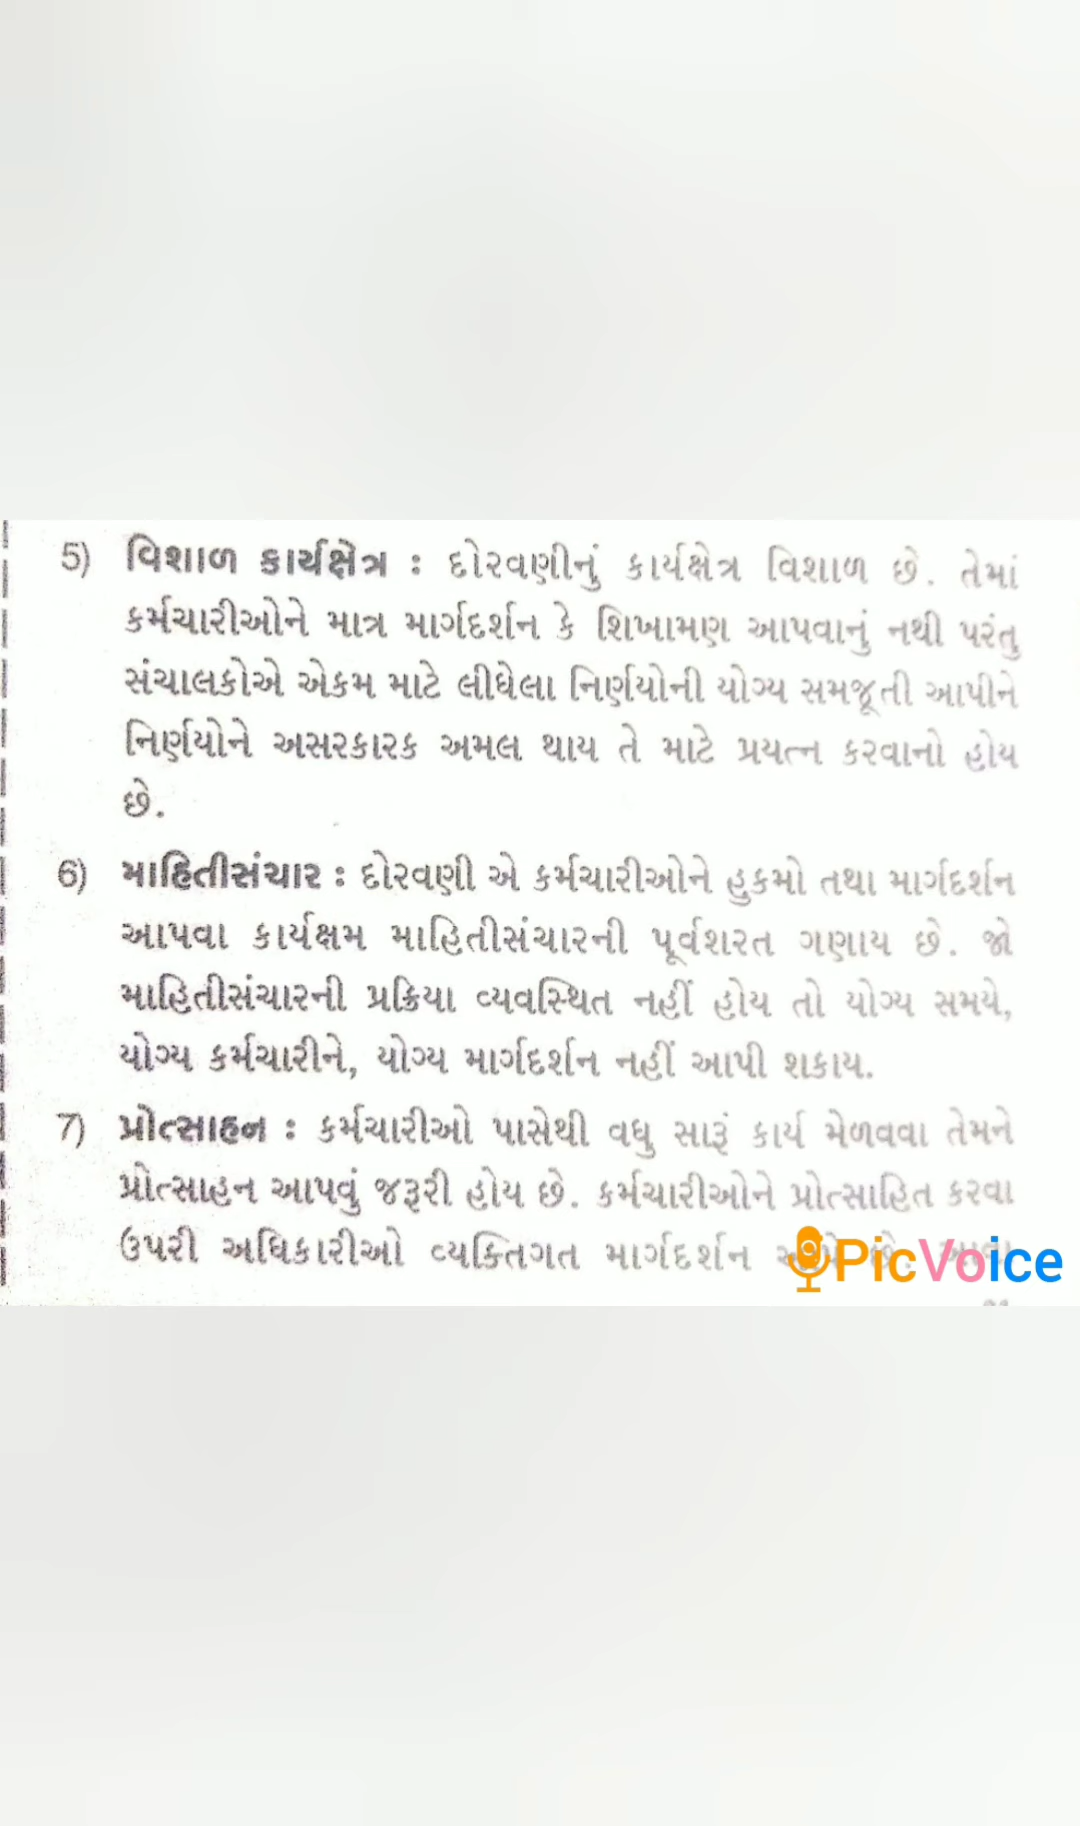 5) વિશાળ કાર્યક્ષેત્ર : દોરવણીનું કાર્યક્ષેત્ર વિશાળ છે. તેમાં
કર્મચારીઓને માત્ર માર્ગદર્શન કે શિખામણ આપવાનું નથી પરંતુ
સંચાલકોએ એકમ માટે લીધેલા નિર્ણયોની યોગ્ય સમજૂતી આપીને
નિર્ણયોને અસરકારક અમલ થાય તે માટે પ્રયત્ન કરવાનો હોય
છે.
6) માહિતીસંચાર : દોરવણી એ કર્મચારીઓને હુકમો તથા માર્ગદર્શન
આપવા કાર્યક્ષમ માહિતીસંચારની પૂર્વશરત ગણાય છે. જો
માહિતીસંચારની પ્રક્રિયા વ્યવસ્થિત નહીં હોય તો યોગ્ય સમયે,
યોગ્ય કર્મચારીને, યોગ્ય માર્ગદર્શન નહીં આપી શકાય.
7) પ્રોત્સાહન : કર્મચારીઓ પાસેથી વધુ સારૂં કાર્ય મેળવવા તેમને
પ્રોત્સાહન આપવું જરૂરી હોય છે. કર્મચારીઓને પ્રોત્સાહિત કરવા
ઉપરી અધિકારીઓ વ્યક્તિગત માર્ગદર્શન
PicVoice